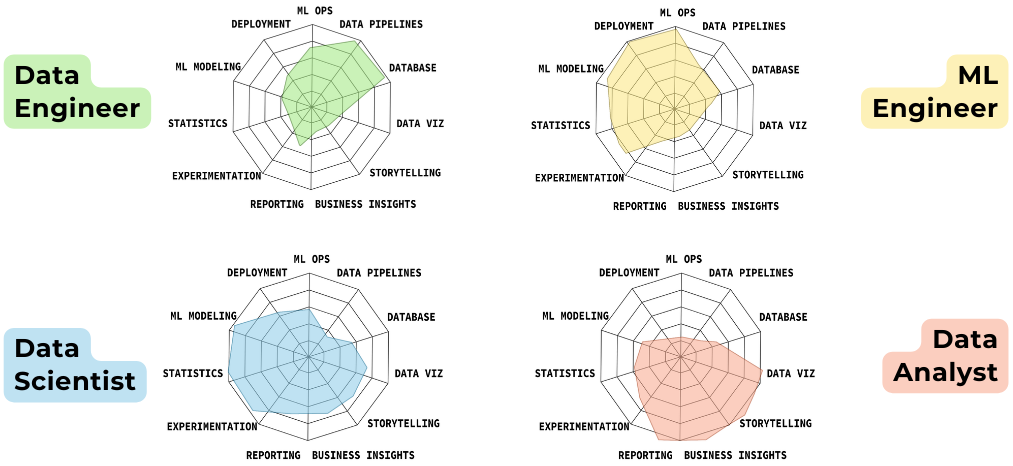 ML OPS
DEPLOYMENT DATA PIPELINES
ML MODELING DATABASE
STATISTICS DATA VIZ
EXPERIMENTATION STORYTELLING
REPORTING BUSINESS INSIGHTS
Data
Engineer
ML OPS
DEPLOYMENT DATA PIPELINES
ML MODELING DATABASE
STATISTICS DATA VIZ
EXPERIMENTATION STORYTELLING
REPORTING BUSINESS INSIGHTS
ML
Engineer
ML OPS
DEPLOYMENT DATA PIPELINES
ML MODELING DATABASE
STATISTICS DATA VIZ
EXPERIMENTATION STORYTELLING
REPORTING BUSINESS INSIGHTS
Data
Scientist
ML OPS
DEPLOYMENT DATA PIPELINES
ML MODELING DATABASE
STATISTICS DATA VIZ
EXPERIMENTATION STORYTELLING
REPORTING BUSINESS INSIGHTS
Data
Analyst